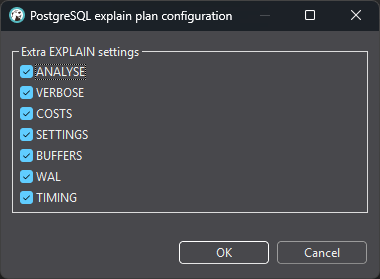 PostgreSQL explain plan configuration
Extra EXPLAIN settings
ANALYSE
VERBOSE
COSTS
SETTINGS
BUFFERS
WAL
TIMING
OK
Cancel